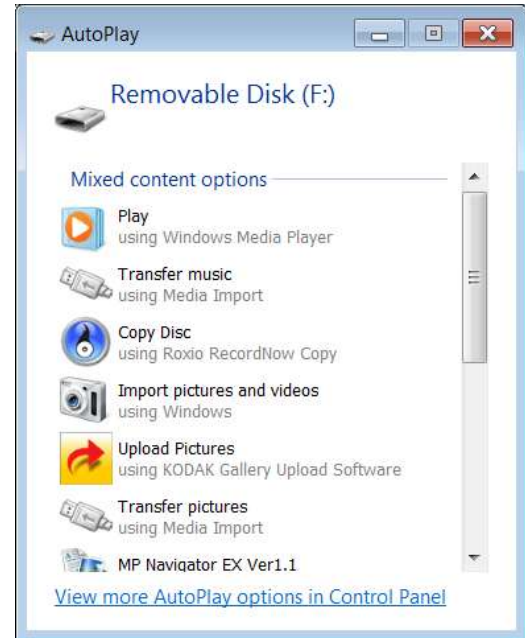 AutoPlay
Removable Disk (F:)
Mixed content options
Play
using Windows Media Player
Transfer music
using Media Import
Copy Disc
using Roxio RecordNow Copy
Import pictures and videos
using Windows
Upload Pictures
using KODAK Gallery Upload Software
Transfer pictures
using Media Import
MP Navigator EX Ver1.1
View more AutoPlay options in Control Panel